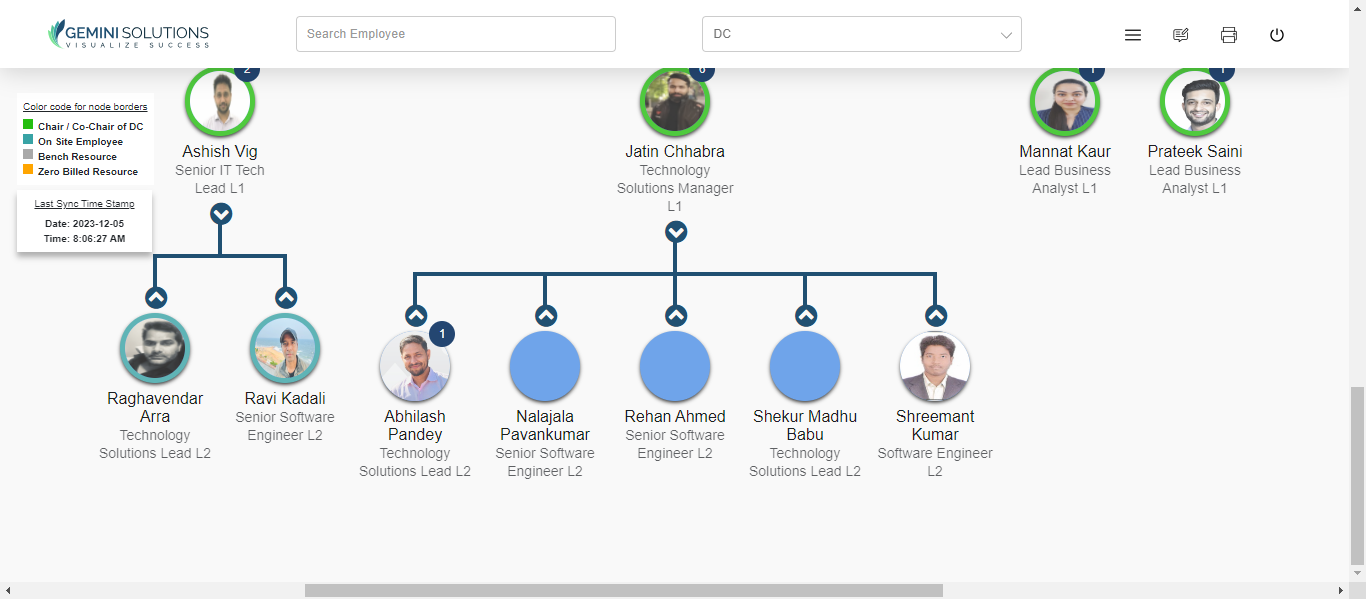 GEMINI SOLUTIONS
VISUALIZE SUCCESS
Search Employee
DC
Color code for node borders
Chair / Co-Chair of DC
On Site Employee
Bench Resource
Zero Billed Resource
Last Sync Time Stamp
Date: 2023-12-05
Time: 8:06:27 AM
2
Ashish Vig
Senior IT Tech
Lead L1
Jatin Chhabra
Technology
Solutions Manager
L1
1
Mannat Kaur
Lead Business
Analyst L1
1
Prateek Saini
Lead Business
Analyst L1
Raghavendar
Arra
Technology
Solutions Lead L2
Ravi Kadali
Senior Software
Engineer L2
1
Abhilash
Pandey
Technology
Solutions Lead L2
Nalajala
Pavankumar
Senior Software
Engineer L2
Rehan Ahmed
Senior Software
Engineer L2
Shekur Madhu
Babu
Technology
Solutions Lead L2
Shreemant
Kumar
Software Engineer
L2